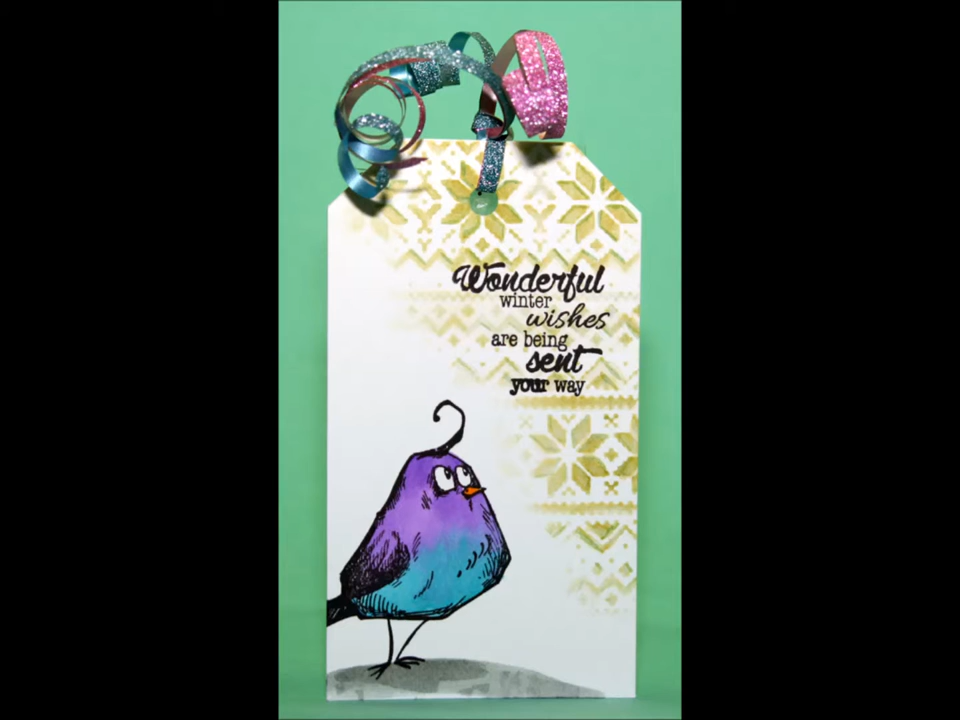 Wonderful
winter
wishes
are being
sent
your way